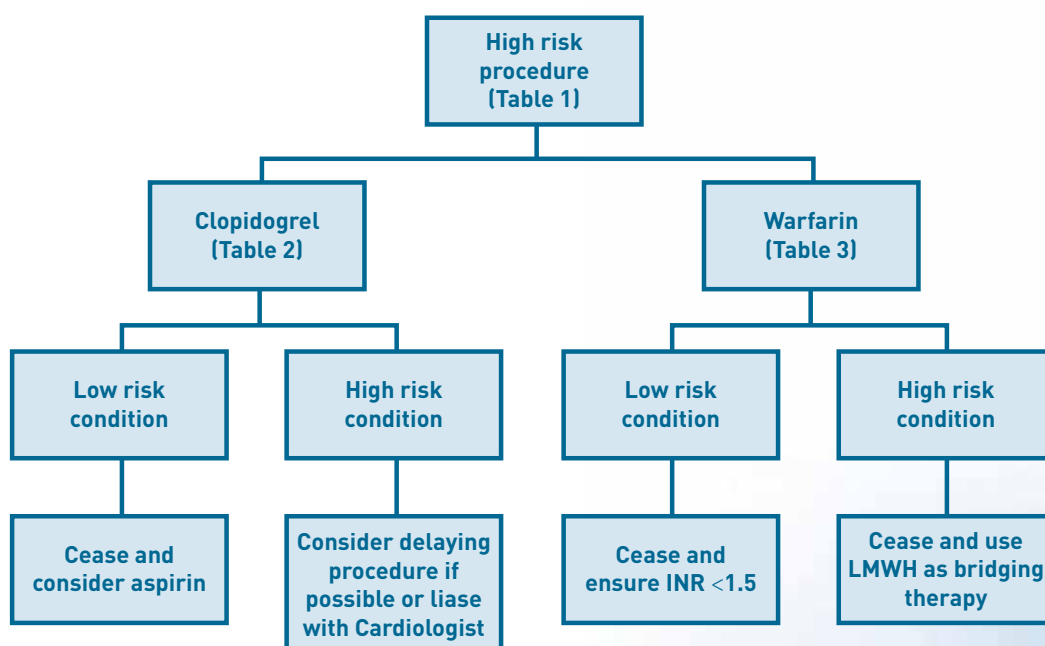 High risk
procedure
(Table 1)
Clopidogrel
(Table 2)
Warfarin
(Table 3)
Low risk
condition
High risk
condition
Low risk
condition
High risk
condition
Cease and
consider aspirin
Consider delaying
procedure if
possible or liase
with Cardiologist
Cease and
ensure INR <1.5
Cease and use
LMWH as bridging
therapy